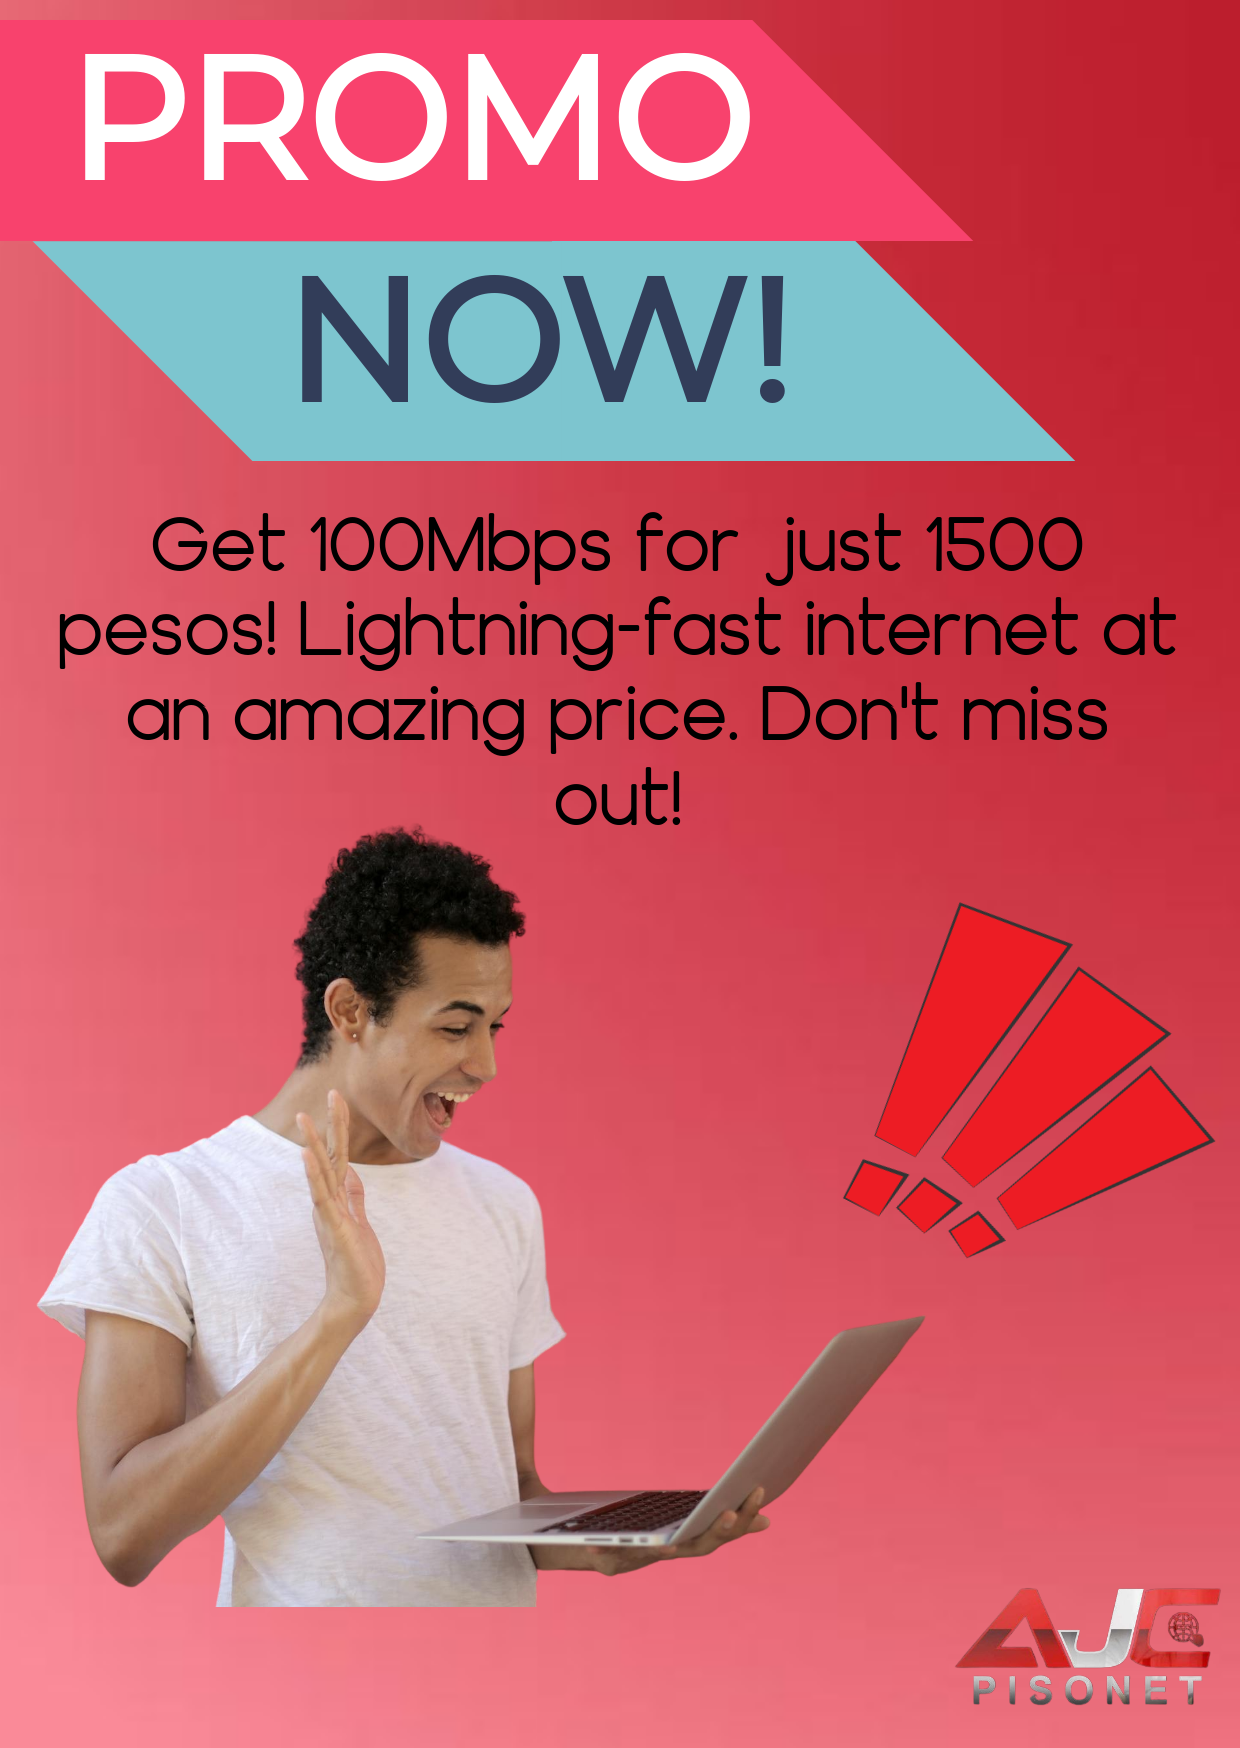 PROMO
NOW!
Get 100Mbps for just 1500
pesos! Lightning-fast internet at
an amazing price. Don't miss
out!
AJC
PISONET